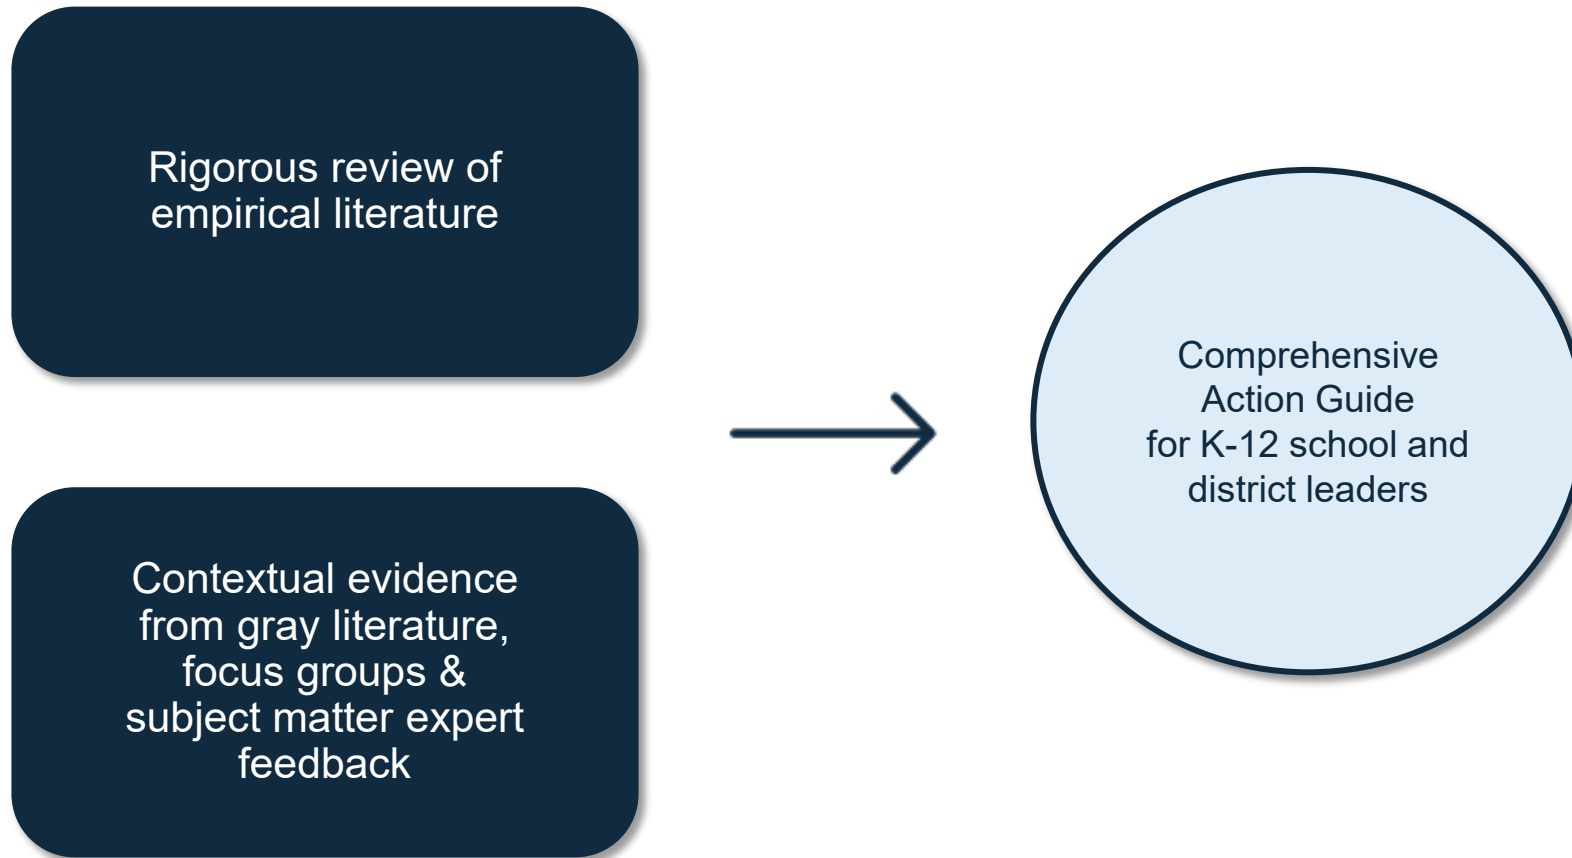 Rigorous review of
empirical literature
Contextual evidence
from gray literature,
focus groups &
subject matter expert
feedback
Comprehensive
Action Guide
for K-12 school and
district leaders